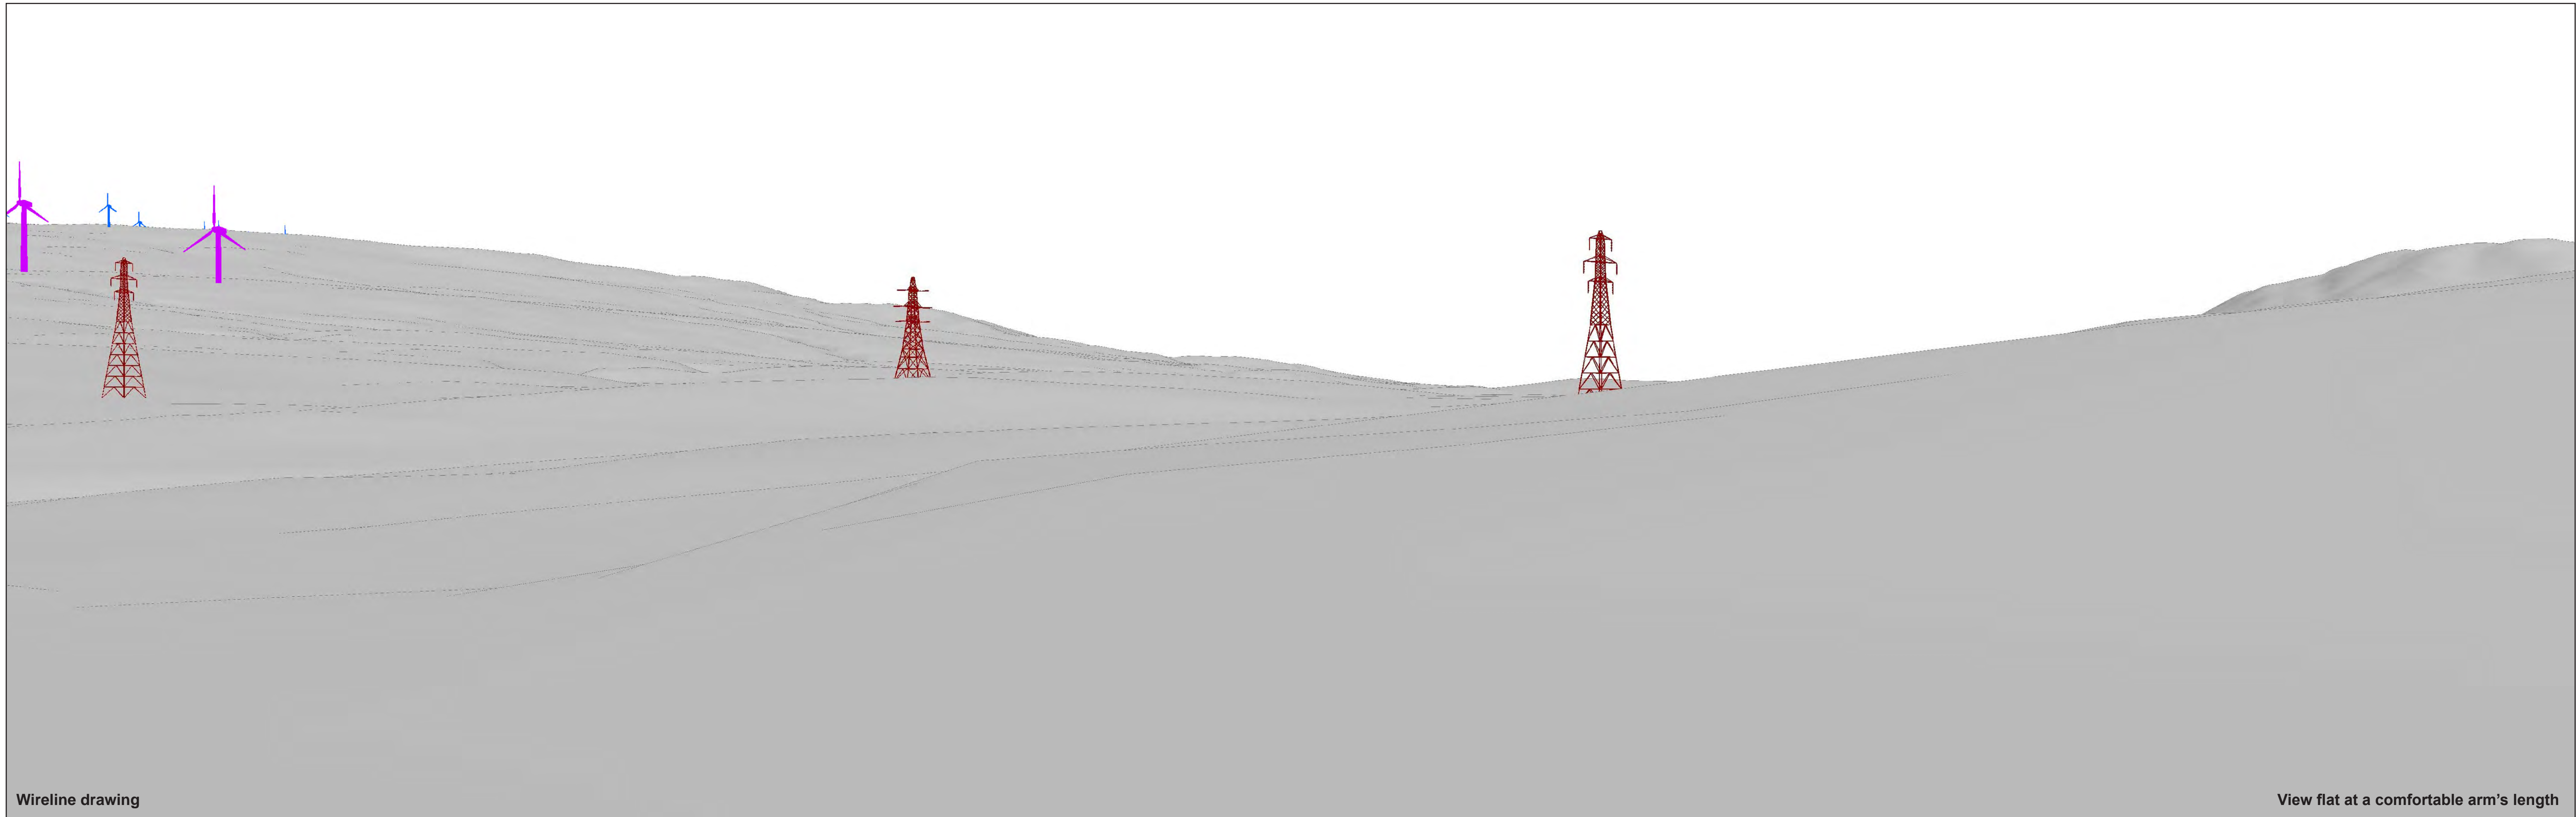 Wireline drawing
View flat at a comfortable arm’s length